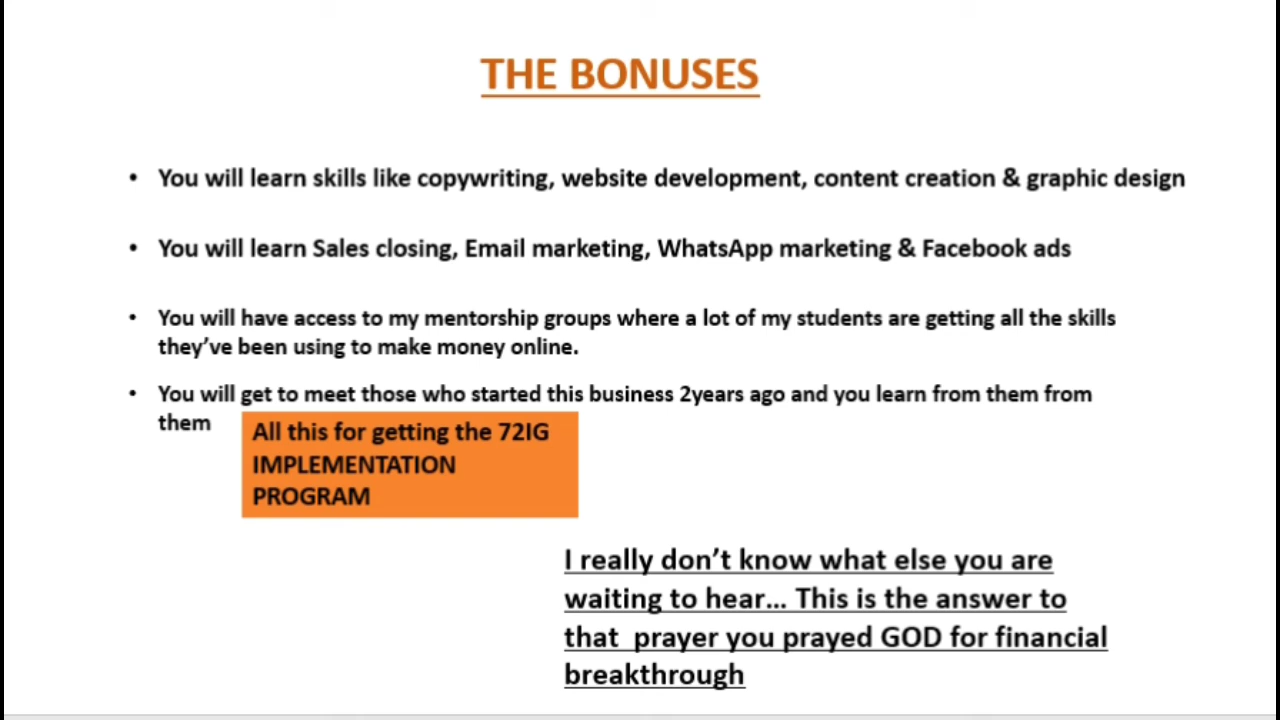 THE BONUSES
• You will learn skills like copywriting, website development, content creation & graphic design
• You will learn Sales closing, Email marketing, WhatsApp marketing & Facebook ads
• You will have access to my mentorship groups where a lot of my students are getting all the skills
they've been using to make money online.
• You will get to meet those who started this business 2years ago and you learn from them from
them
All this for getting the 72IG
IMPLEMENTATION
PROGRAM
I really don't know what else you are
waiting to hear... This is the answer to
that prayer you prayed GOD for financial
breakthrough